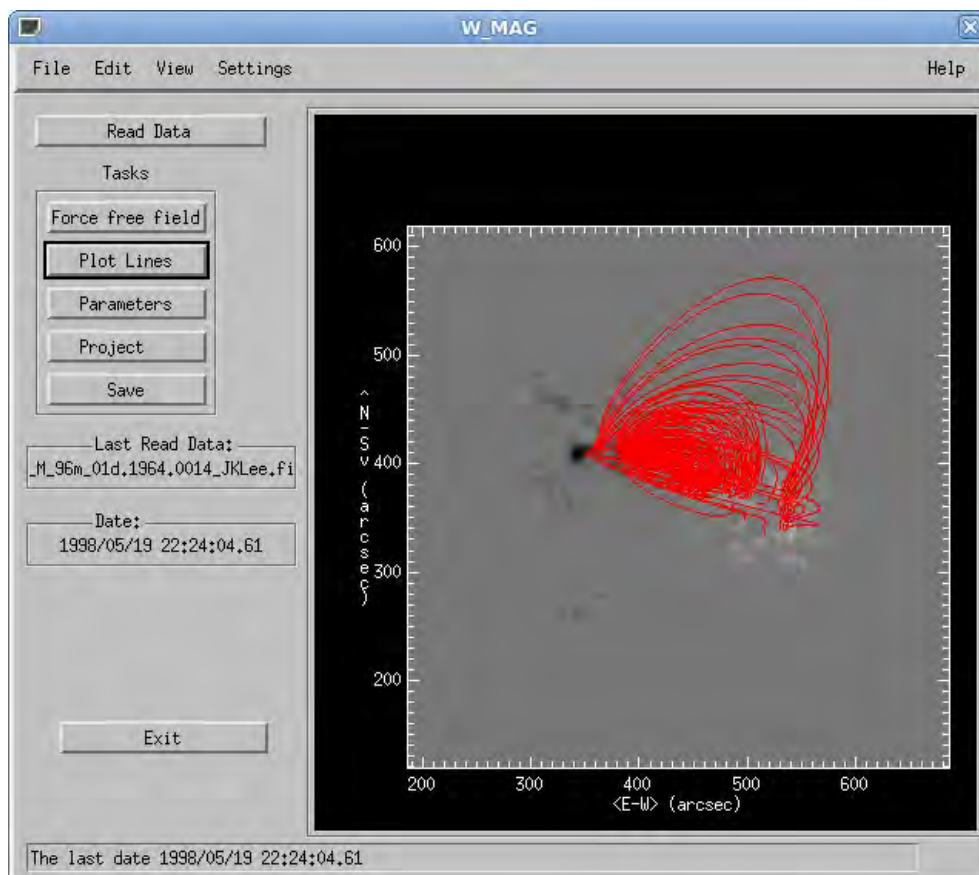 W_MAG
File Edit View Settings Help
Read Data
Tasks
Force free field
Plot Lines
Parameters
Project
Save
Last Read Data:
_M_96m_01d.1964.0014_JKLee.fi
Date:
1998/05/19 22:24:04.61
Exit
600
500
400
300
200
^N-Sv (arcsec)
200 300 400 500 600
<E-W> (arcsec)
The last date 1998/05/19 22:24:04.61